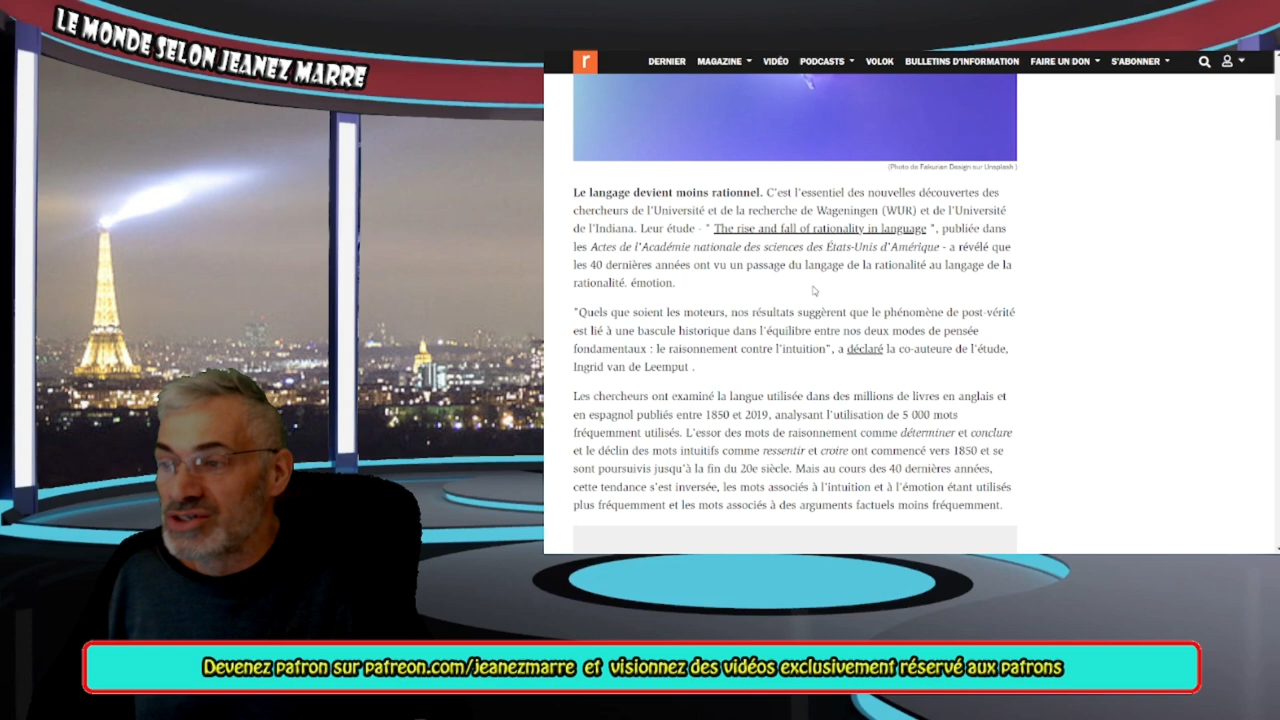 LE MONDE SELON JEANEZ MARRE
r
DERNIER MAGAZINE VIDÉO PODCASTS VOLOK BULLETINS D'INFORMATION FAIRE UN DON S'ABONNER
(Photo de Fakurian Design sur Unsplash )
Le langage devient moins rationnel. C'est l'essentiel des nouvelles découvertes des
chercheurs de l'Université et de la recherche de Wageningen (WUR) et de l'Université
de l'Indiana. Leur étude - " The rise and fall of rationality in language ", publiée dans
les Actes de l'Académie nationale des sciences des États-Unis d'Amérique - a révélé que
les 40 dernières années ont vu un passage du langage de la rationalité au langage de la
rationalité. émotion.
"Quels que soient les moteurs, nos résultats suggèrent que le phénomène de post-vérité
est lié à une bascule historique dans l'équilibre entre nos deux modes de pensée
fondamentaux : le raisonnement contre l'intuition", a déclaré la co-auteure de l'étude,
Ingrid van de Leemput .
Les chercheurs ont examiné la langue utilisée dans des millions de livres en anglais et
en espagnol publiés entre 1850 et 2019, analysant l'utilisation de 5 000 mots
fréquemment utilisés. L'essor des mots de raisonnement comme déterminer et conclure
et le déclin des mots intuitifs comme ressentir et croire ont commencé vers 1850 et se
sont poursuivis jusqu'à la fin du 20e siècle. Mais au cours des 40 dernières années,
cette tendance s'est inversée, les mots associés à l'intuition et à l'émotion étant utilisés
plus fréquemment et les mots associés à des arguments factuels moins fréquemment.
Devenez patron sur patreon.com/jeanezmarre et visionnez des vidéos exclusivement réservé aux patrons